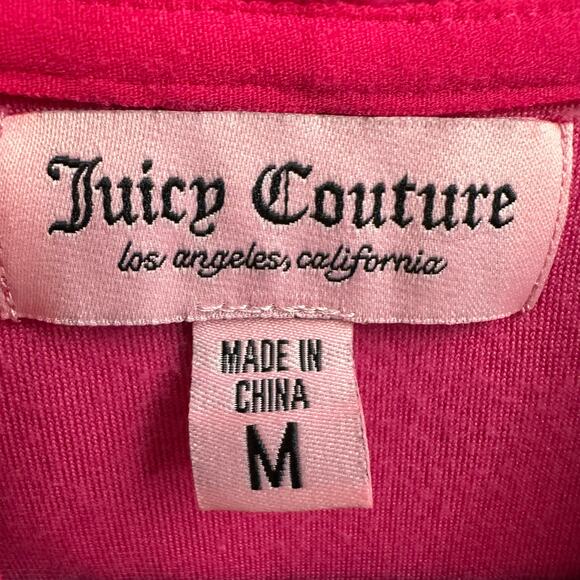 Juicy Couture
los angeles, california
MADE IN
CHINA
M